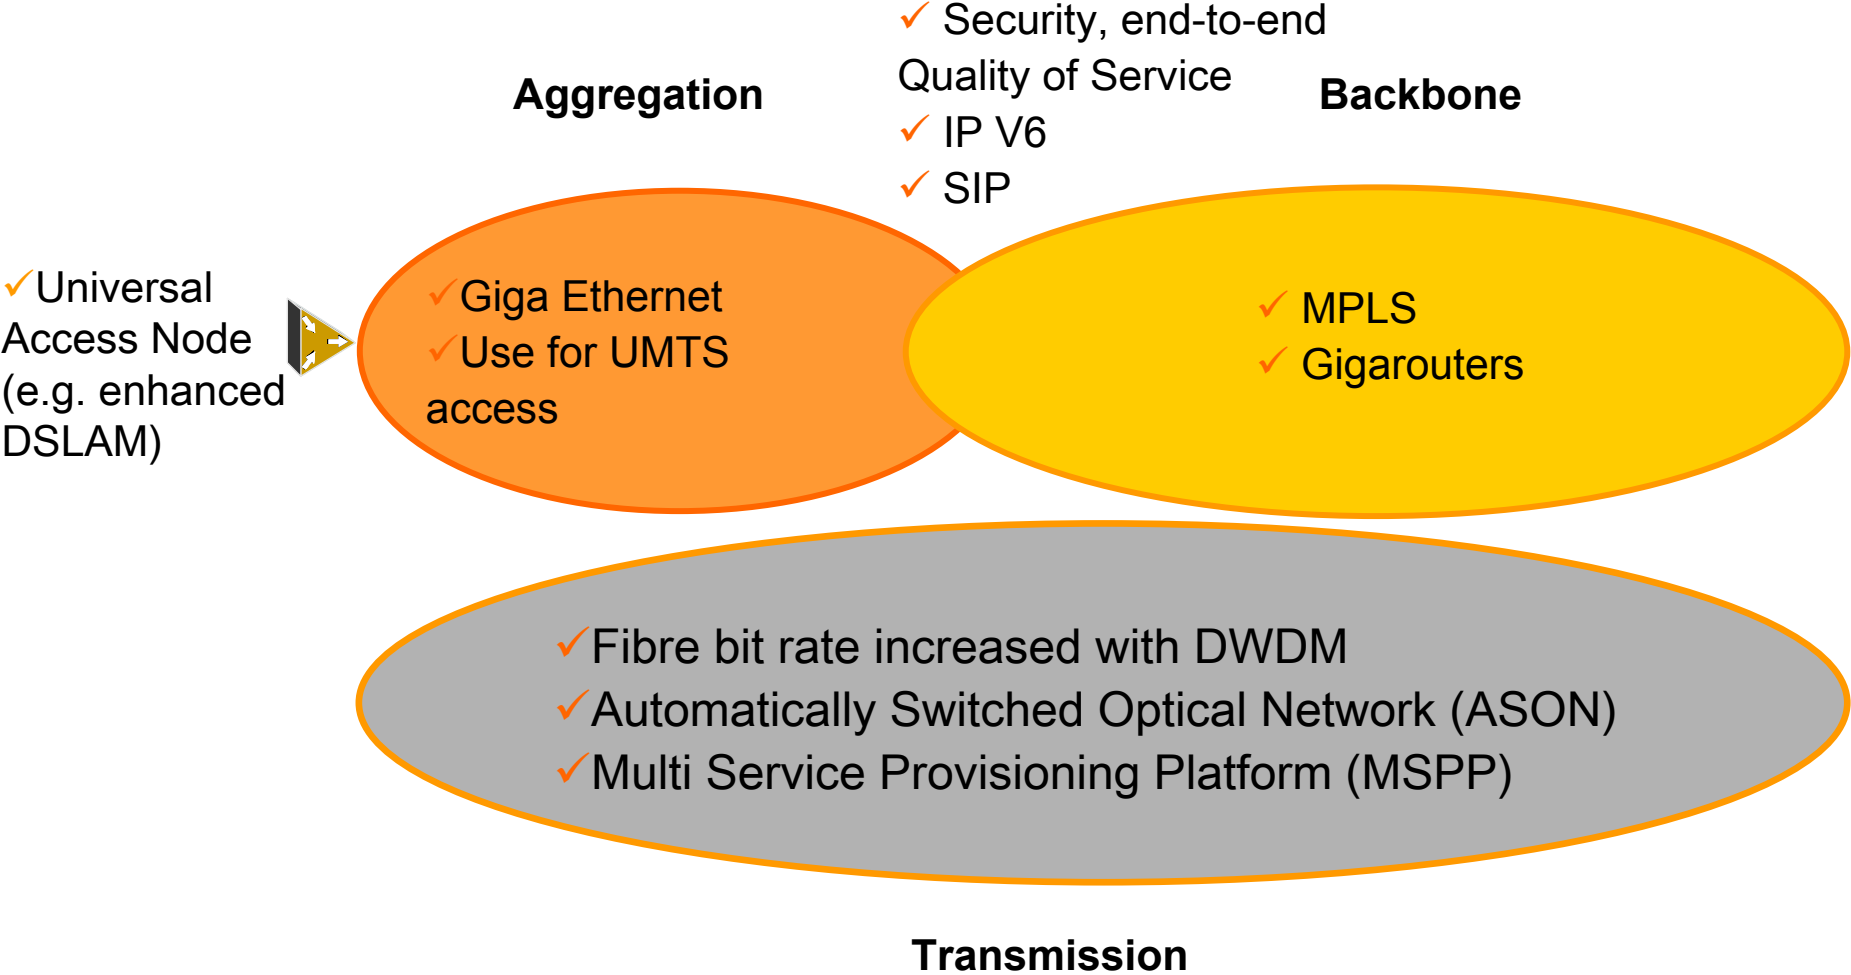 ✓ Security, end-to-end
Quality of Service
✓ IP V6
✓ SIP
Aggregation
Backbone
✓Universal
Access Node
(e.g. enhanced
DSLAM)
✓Giga Ethernet
✓Use for UMTS
access
✓ MPLS
✓ Gigarouters
✓Fibre bit rate increased with DWDM
✓Automatically Switched Optical Network (ASON)
✓Multi Service Provisioning Platform (MSPP)
Transmission